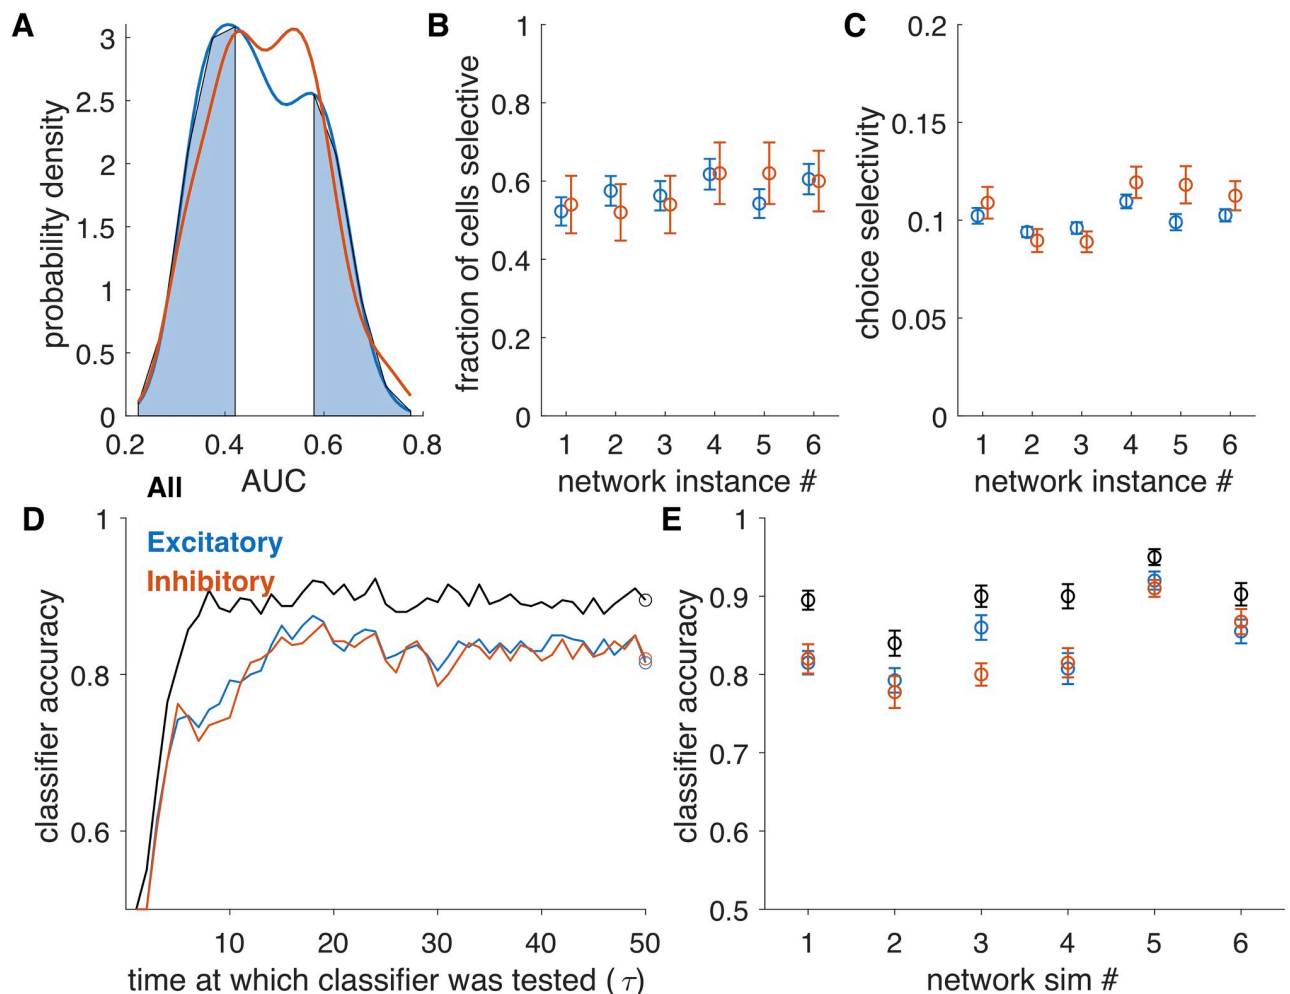 A
probability density
3
2.5
2
1.5
1
0.5
0
0.2 0.4 0.6 0.8
AUC
B
fraction of cells selective
1
0.8
0.6
0.4
0.2
0
1 2 3 4 5 6
network instance #
C
choice selectivity
0.2
0.15
0.1
0.05
0
1 2 3 4 5 6
network instance #
D
All
Excitatory
Inhibitory
classifier accuracy
1
0.8
0.6
10 20 30 40 50
time at which classifier was tested ( τ)
E
classifier accuracy
1
0.9
0.8
0.7
0.6
0.5
1 2 3 4 5 6
network sim #